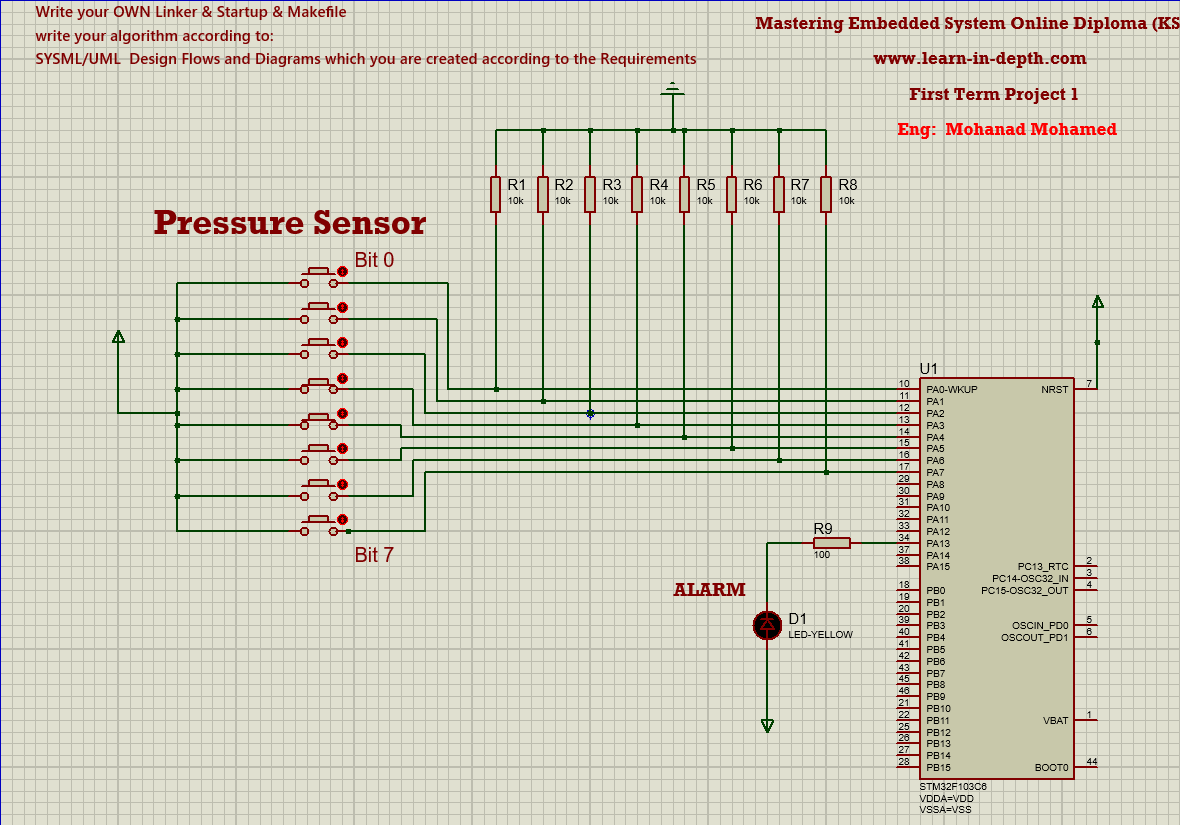 Write your OWN Linker & Startup & Makefile
write your algorithm according to:
SYSML/UML Design Flows and Diagrams which you are created according to the Requirements
Mastering Embedded System Online Diploma (KS
www.learn-in-depth.com
First Term Project 1
Eng: Mohanad Mohamed
R1
10k
R2
10k
R3
10k
R4
10k
R5
10k
R6
10k
R7
10k
R8
10k
Pressure Sensor
Bit 0
Bit 7
ALARM
R9
100
D1
LED-YELLOW
U1
10 PA0-WKUP
11 PA1
12 PA2
13 PA3
14 PA4
15 PA5
16 PA6
17 PA7
29 PA8
30 PA9
31 PA10
32 PA11
33 PA12
34 PA13
37 PA14
38 PA15
18 PB0
19 PB1
20 PB2
39 PB3
40 PB4
41 PB5
42 PB6
43 PB7
45 PB8
46 PB9
21 PB10
22 PB11
25 PB12
26 PB13
27 PB14
28 PB15
NRST 7
PC13_RTC 2
PC14-OSC32_IN 3
PC15-OSC32_OUT 4
OSCIN_PD0 5
OSCOUT_PD1 6
VBAT 1
BOOT0 44
STM32F103C6
VDDA=VDD
VSSA=VSS